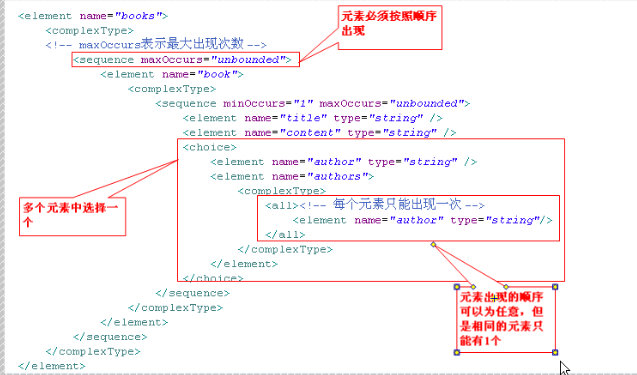 <element name="books">
<complexType>
<!-- maxOccurs表示最大出现次数 -->
<sequence maxOccurs="unbounded">
<element name="book">
<complexType>
<sequence minOccurs="1" maxOccurs="unbounded">
<element name="title" type="string" />
<element name="content" type="string" />
<choice>
<element name="author" type="string" />
<element name="authors">
<complexType>
<all><!-- 每个元素只能出现一次 -->
<element name="author" type="string"/>
</all>
</complexType>
</element>
</choice>
</sequence>
</complexType>
</element>
</sequence>
</complexType>
</element>
元素必须按照顺序
出现
多个元素中选择一
个
元素出现的顺序
可以为任意，但
是相同的元素只
能有1个